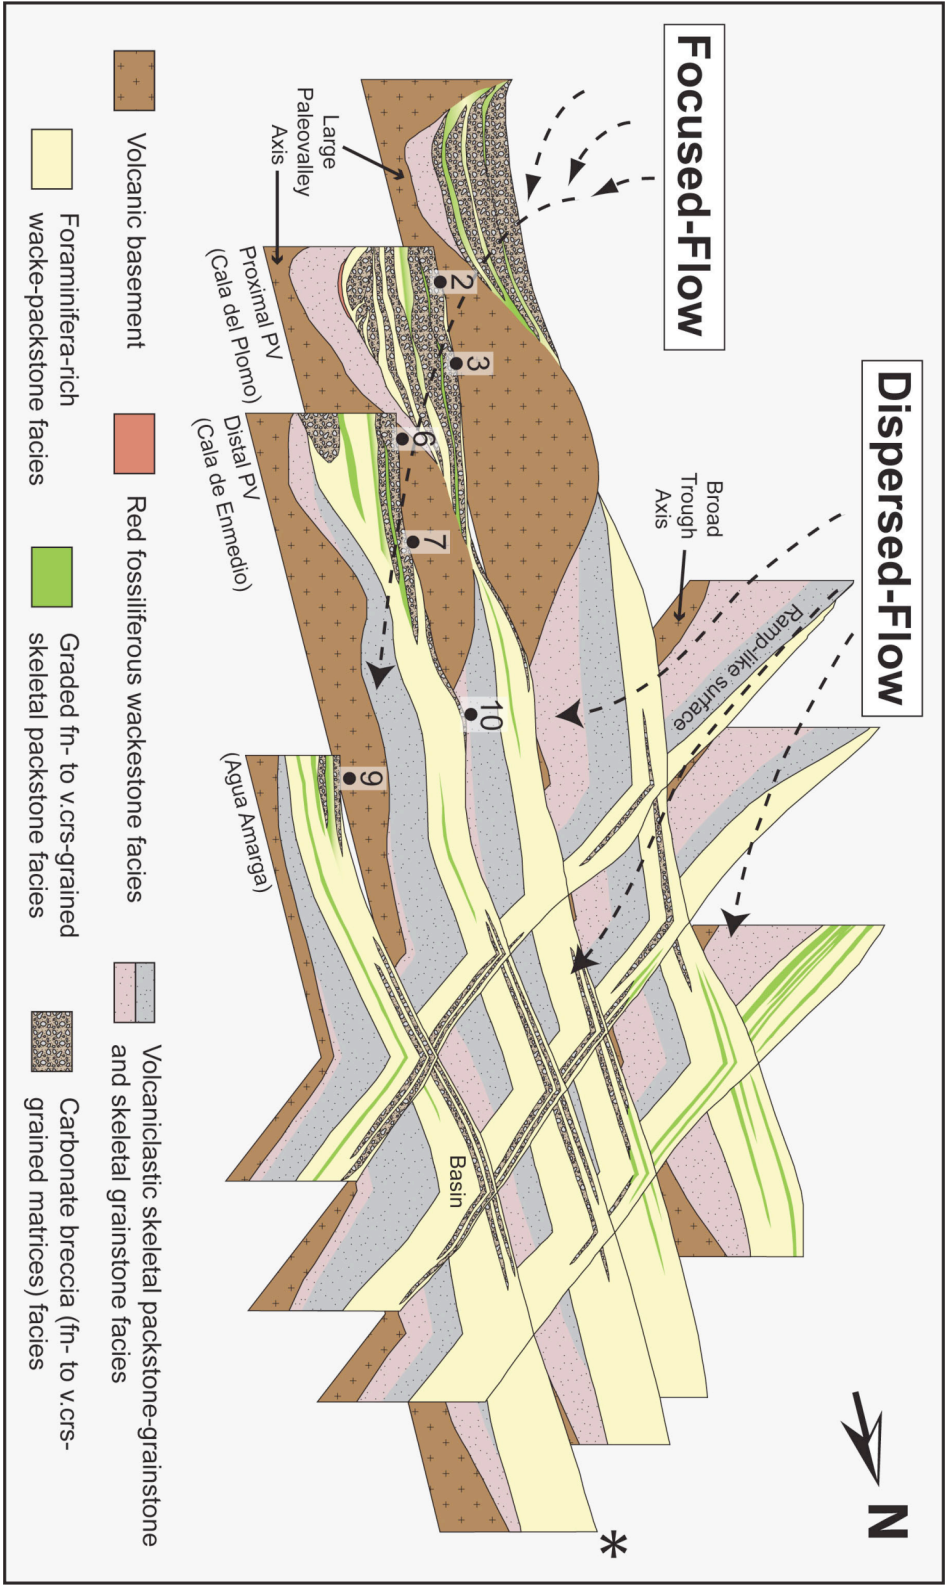 Focused-Flow
Dispersed-Flow
Large
Paleovalley
Axis
Broad
Trough
Axis
Ramp-like surface
2
3
6
7
10
9
Proximal PV
(Cala del Plomo)
Distal PV
(Cala de Enmedio)
(Agua Amarga)
Basin
N
*
Volcanic basement
Red fossiliferous wackestone facies
Volcaniclastic skeletal packstone-grainstone
and skeletal grainstone facies
Foraminifera-rich
wacke-packstone facies
Graded fn- to v.crs-grained
skeletal packstone facies
Carbonate breccia (fn- to v.crs-
grained matrices) facies